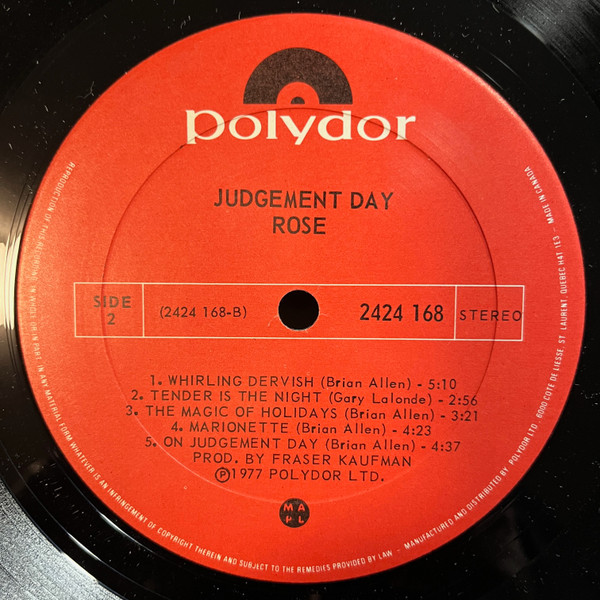 polydor
JUDGEMENT DAY
ROSE
SIDE
2
(2424 168-B)
2424 168
STEREO
1. WHIRLING DERVISH (Brian Allen) - 5:10
2. TENDER IS THE NIGHT (Gary Lalonde) - 2:56
3. THE MAGIC OF HOLIDAYS (Brian Allen) - 3:21
4. MARIONETTE (Brian Allen) - 4:23
5. ON JUDGEMENT DAY (Brian Allen) - 4:37
PROD. BY FRASER KAUFMAN
Ⓟ1977 POLYDOR LTD.
MAPL
REPRODUCTION OF THIS RECORDING IN WHOLE OR IN PART, IN ANY MATERIAL FORM WHATEVER IS AN INFRINGEMENT OF COPYRIGHT THEREIN AND SUBJECT TO THE REMEDIES PROVIDED BY LAW - MANUFACTURED AND DISTRIBUTED BY POLYDOR LTD. 6000 COTE DE LIESSE, ST. LAURENT, QUEBEC H4T 1E3 - MADE IN CANADA